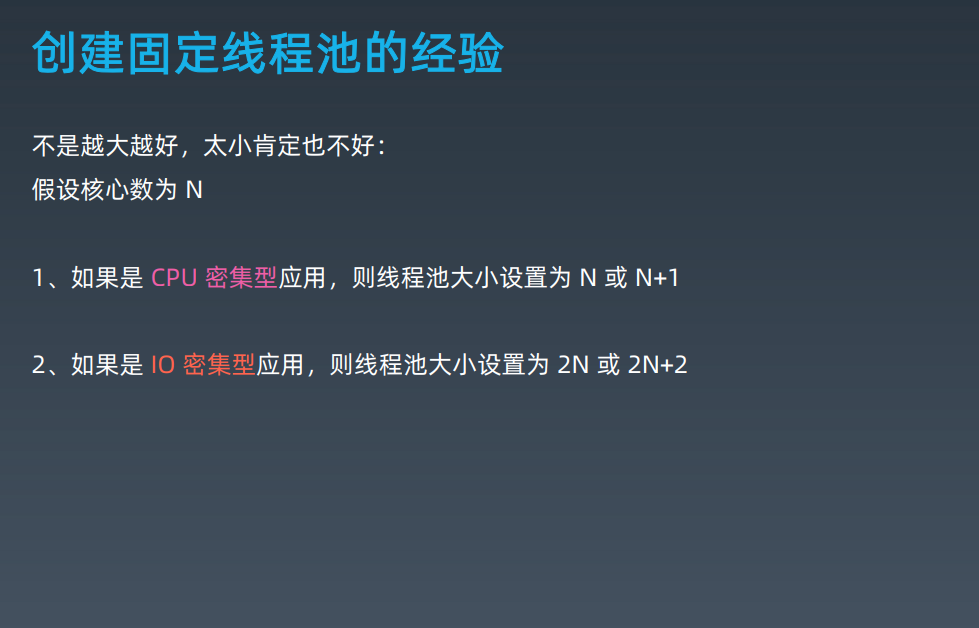 创建固定线程池的经验
不是越大越好，太小肯定也不好：
假设核心数为 N
1、如果是 CPU 密集型应用，则线程池大小设置为 N 或 N+1
2、如果是 IO 密集型应用，则线程池大小设置为 2N 或 2N+2